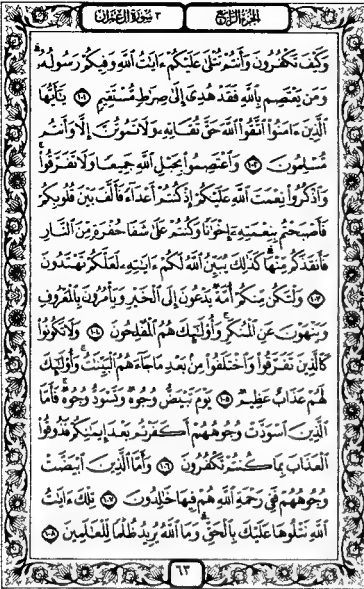 الجزء الرابع
٣ سورة آل عمران
وَكَيْفَ تَكْفُرُونَ وَأَنتُمْ تُتْلَىٰ عَلَيْكُمْ ءَايَٰتُ ٱللَّهِ وَفِيكُمْ رَسُولُهُۥۗ
وَمَن يَعْتَصِم بِٱللَّهِ فَقَدْ هُدِىَ إِلَىٰ صِرَٰطٍ مُّسْتَقِيمٍ ١٠١ يَٰٓأَيُّهَا
ٱلَّذِينَ ءَامَنُوا۟ ٱتَّقُوا۟ ٱللَّهَ حَقَّ تُقَاتِهِۦ وَلَا تَمُوتُنَّ إِلَّا وَأَنتُم
مُّسْلِمُونَ ١٠٢ وَٱعْتَصِمُوا۟ بِحَبْلِ ٱللَّهِ جَمِيعًا وَلَا تَفَرَّقُوا۟ۚ
وَٱذْكُرُوا۟ نِعْمَتَ ٱللَّهِ عَلَيْكُمْ إِذْ كُنتُمْ أَعْدَآءً فَأَلَّفَ بَيْنَ قُلُوبِكُمْ
فَأَصْبَحْتُم بِنِعْمَتِهِۦٓ إِخْوَٰنًا وَكُنتُمْ عَلَىٰ شَفَا حُفْرَةٍ مِّنَ ٱلنَّارِ
فَأَنقَذَكُم مِّنْهَاۗ كَذَٰلِكَ يُبَيِّنُ ٱللَّهُ لَكُمْ ءَايَٰتِهِۦ لَعَلَّكُمْ تَهْتَدُونَ
١٠٣ وَلْتَكُن مِّنكُمْ أُمَّةٌ يَدْعُونَ إِلَى ٱلْخَيْرِ وَيَأْمُرُونَ بِٱلْمَعْرُوفِ
وَيَنْهَوْنَ عَنِ ٱلْمُنكَرِۚ وَأُو۟لَٰٓئِكَ هُمُ ٱلْمُفْلِحُونَ ١٠٤ وَلَا تَكُونُوا۟
كَٱلَّذِينَ تَفَرَّقُوا۟ وَٱخْتَلَفُوا۟ مِنۢ بَعْدِ مَا جَآءَهُمُ ٱلْبَيِّنَٰتُۚ وَأُو۟لَٰٓئِكَ
لَهُمْ عَذَابٌ عَظِيمٌ ١٠٥ يَوْمَ تَبْيَضُّ وُجُوهٌ وَتَسْوَدُّ وُجُوهٌۚ فَأَمَّا
ٱلَّذِينَ ٱسْوَدَّتْ وُجُوهُهُمْ أَكَفَرْتُم بَعْدَ إِيمَٰنِكُمْ فَذُوقُوا۟
ٱلْعَذَابَ بِمَا كُنتُمْ تَكْفُرُونَ ١٠٦ وَأَمَّا ٱلَّذِينَ ٱبْيَضَّتْ
وُجُوهُهُمْ فَفِى رَحْمَةِ ٱللَّهِ هُمْ فِيهَا خَٰلِدُونَ ١٠٧ تِلْكَ ءَايَٰتُ
ٱللَّهِ نَتْلُوهَا عَلَيْكَ بِٱلْحَقِّۗ وَمَا ٱللَّهُ يُرِيدُ ظُلْمًا لِّلْعَٰلَمِينَ ١٠٨
٦٣